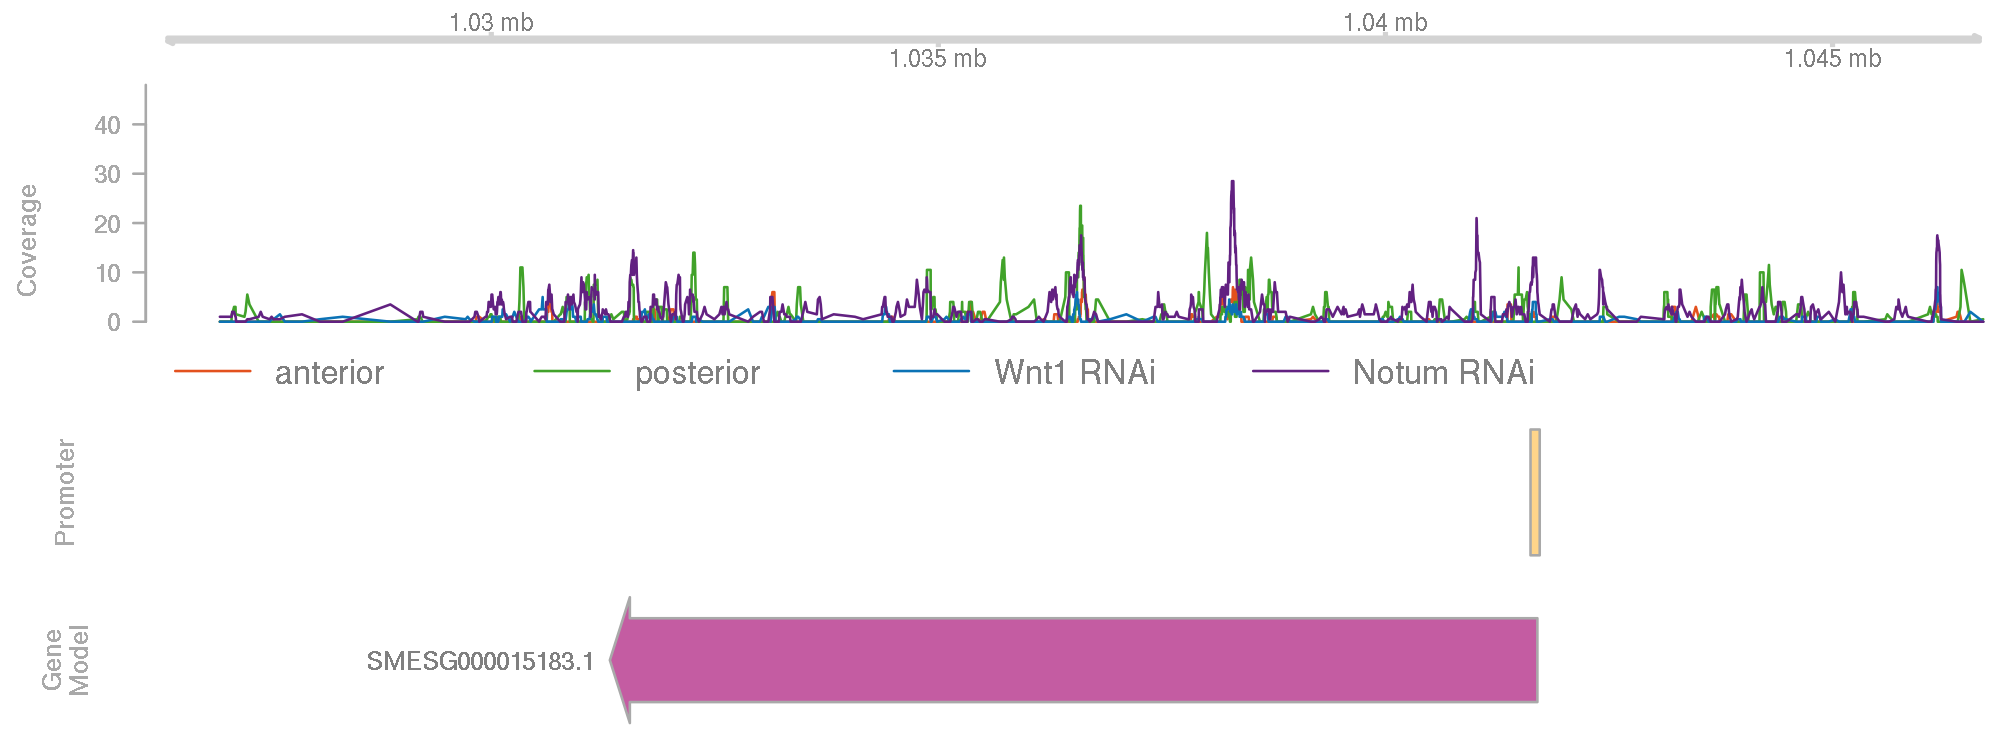 1.03 mb
1.04 mb
1.035 mb
1.045 mb
Coverage
40
30
20
10
0
anterior posterior Wnt1 RNAi Notum RNAi
Promoter
Gene
Model
SMESG000015183.1